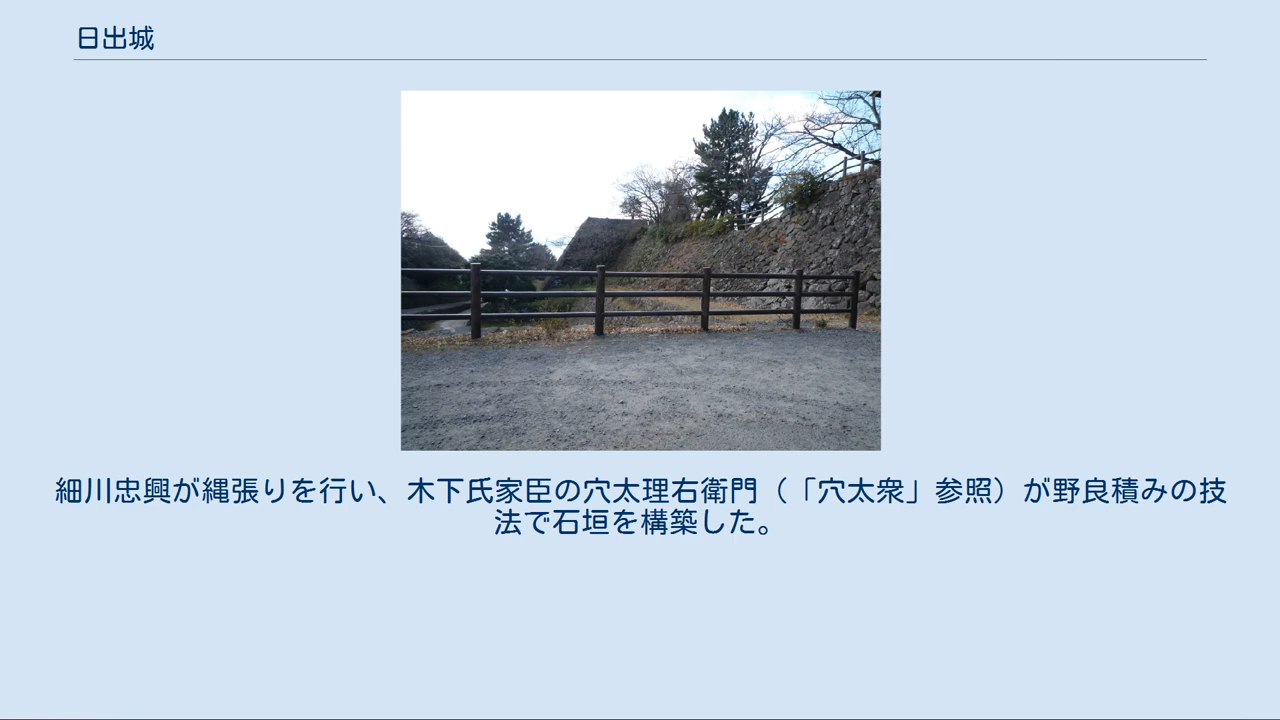 日出城
細川忠興が縄張りを行い、木下氏家臣の穴太理右衛門（「穴太衆」参照）が野良積みの技
法で石垣を構築した。